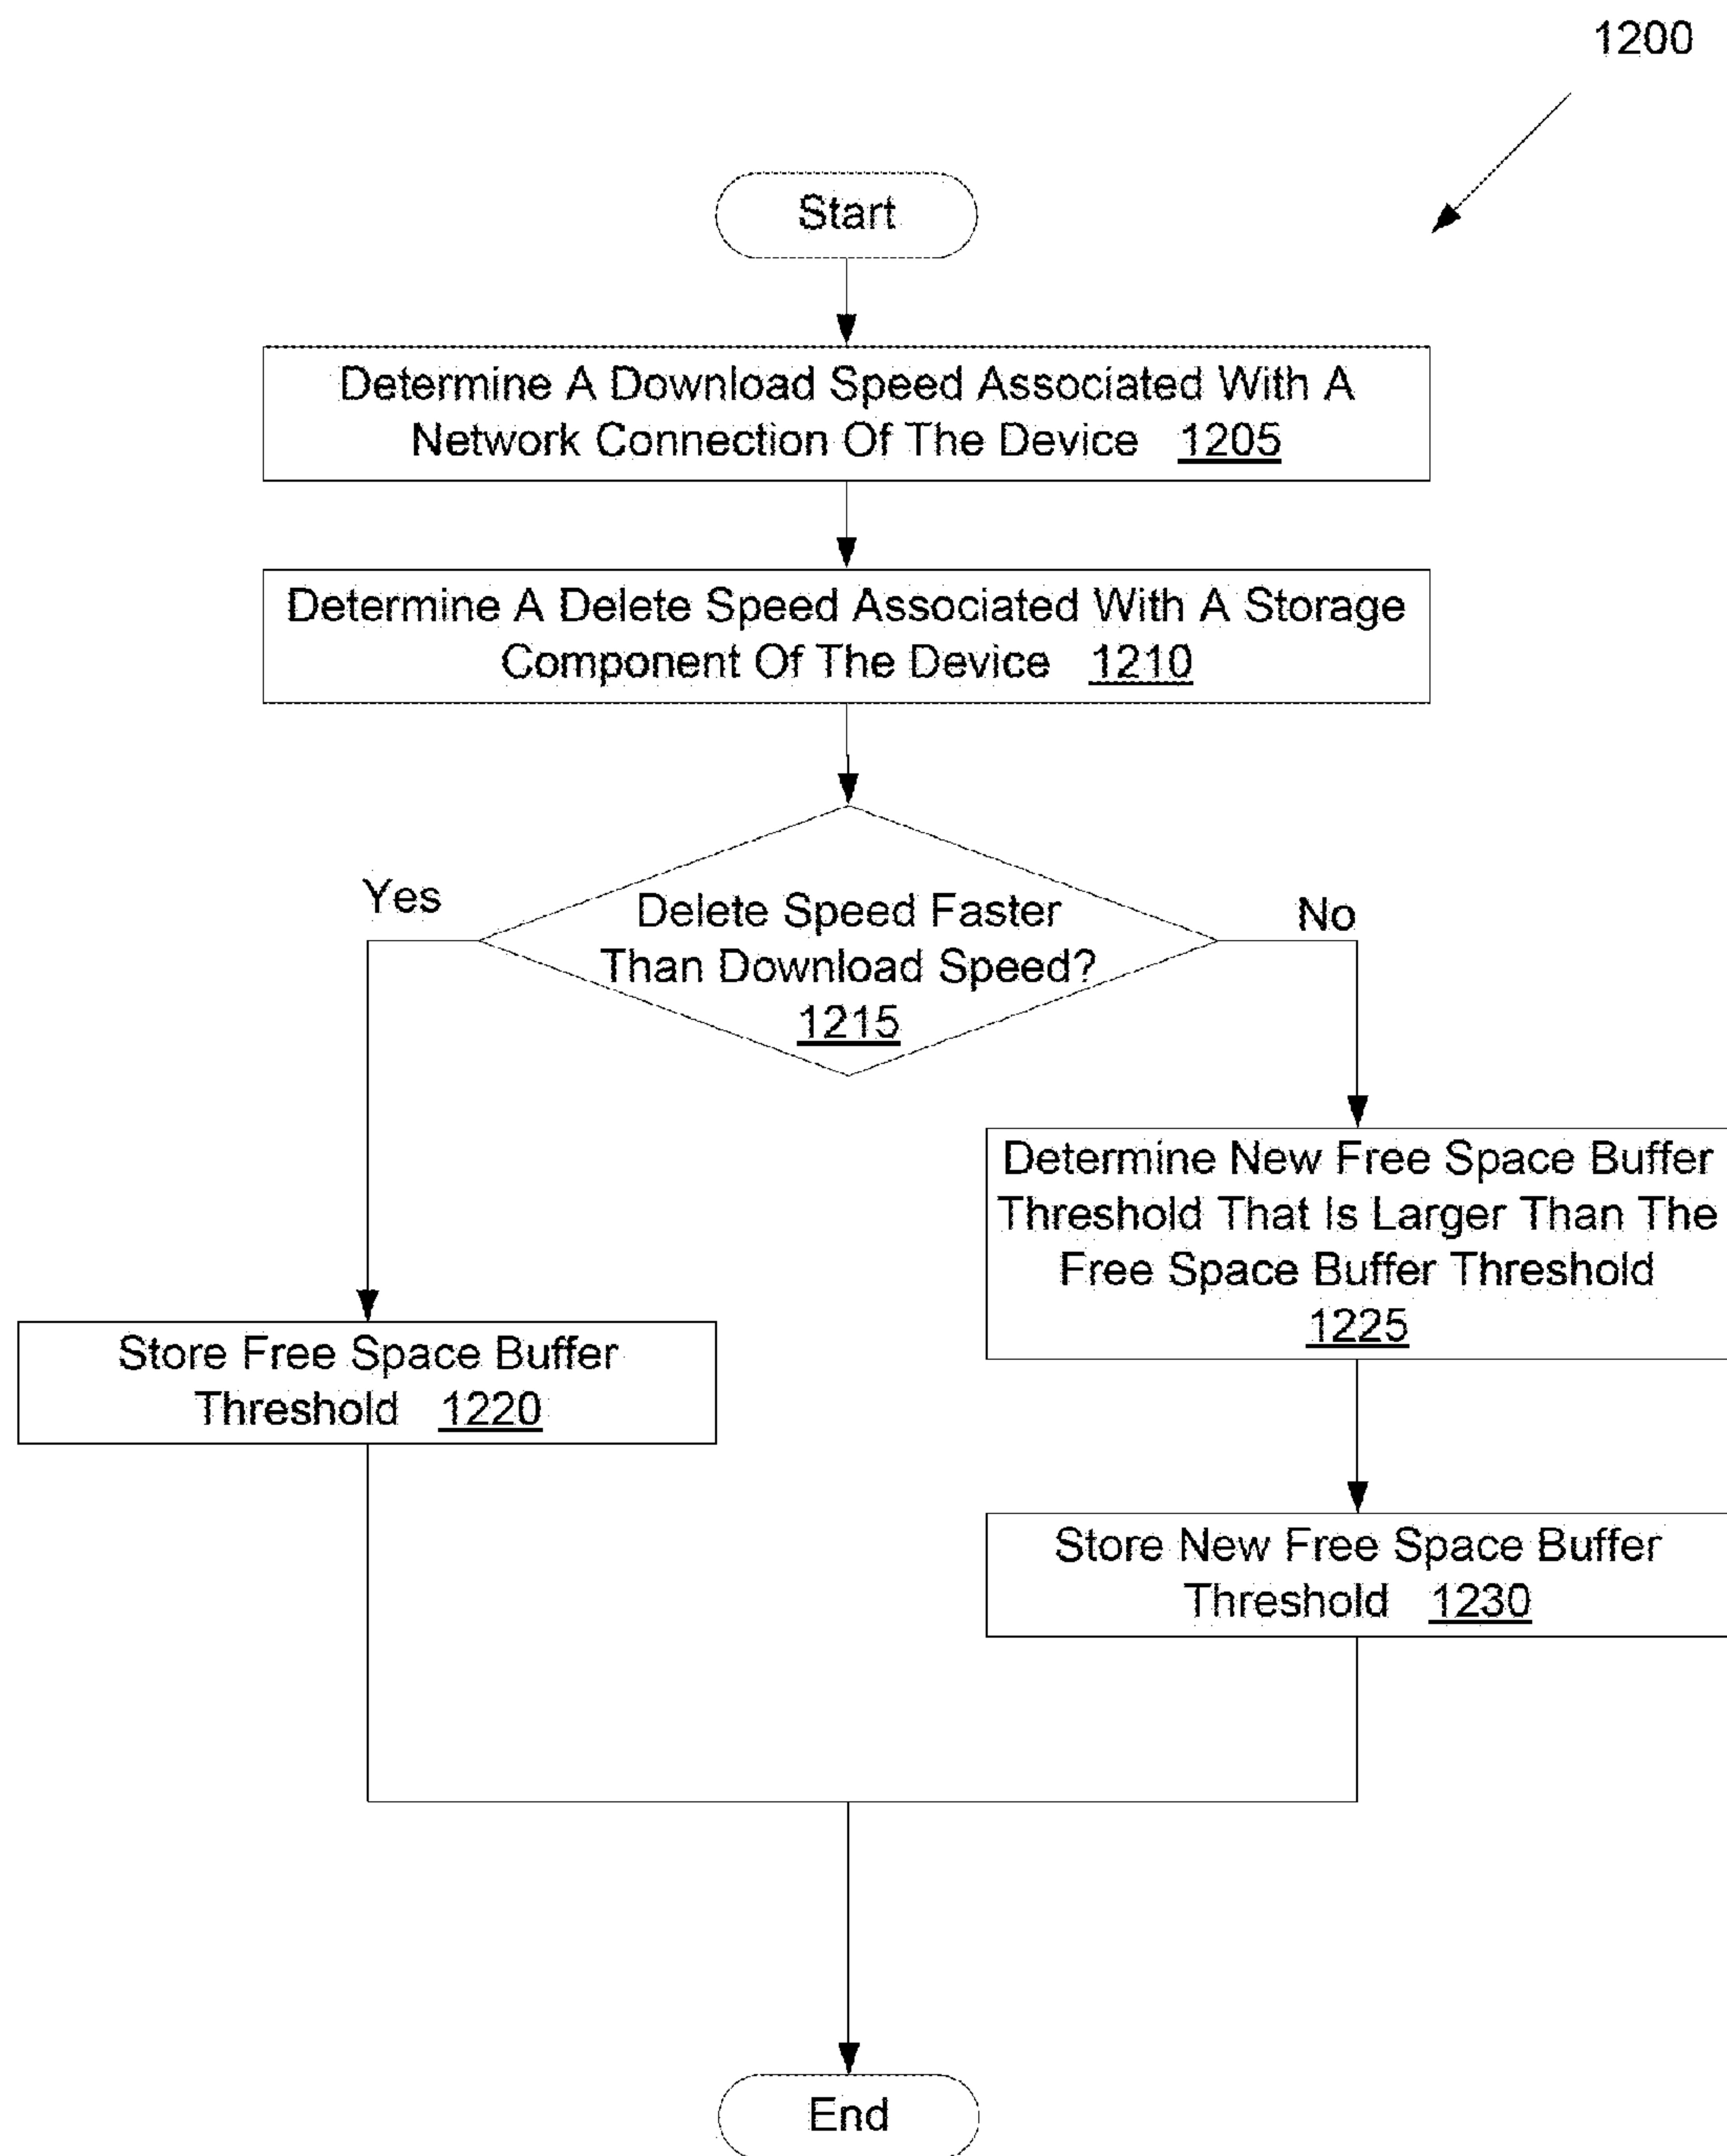 1200
Start
Determine A Download Speed Associated With A
Network Connection Of The Device 1205
Determine A Delete Speed Associated With A Storage
Component Of The Device 1210
Yes
Delete Speed Faster
Than Download Speed?
1215
No
Determine New Free Space Buffer
Threshold That Is Larger Than The
Free Space Buffer Threshold
1225
Store Free Space Buffer
Threshold 1220
Store New Free Space Buffer
Threshold 1230
End